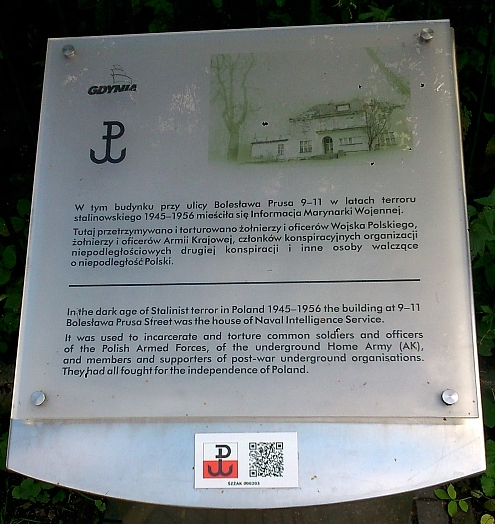 GDYNIA
W tym budynku przy ulicy Bolesława Prusa 9-11 w latach terroru
stalinowskiego 1945-1956 mieściła się Informacja Marynarki Wojennej.
Tutaj przetrzymywano i torturowano żołnierzy i oficerów Wojska Polskiego,
żołnierzy i oficerów Armii Krajowej, członków konspiracyjnych organizacji
niepodległościowych drugiej konspiracji i inne osoby walczące
o niepodległość Polski.
In the dark age of Stalinist terror in Poland 1945-1956 the building at 9-11
Bolesława Prusa Street was the house of Naval Intelligence Service.
It was used to incarcerate and torture common soldiers and officers
of the Polish Armed Forces, of the underground Home Army (AK),
and members and supporters of post-war underground organisations.
They had all fought for the independence of Poland.